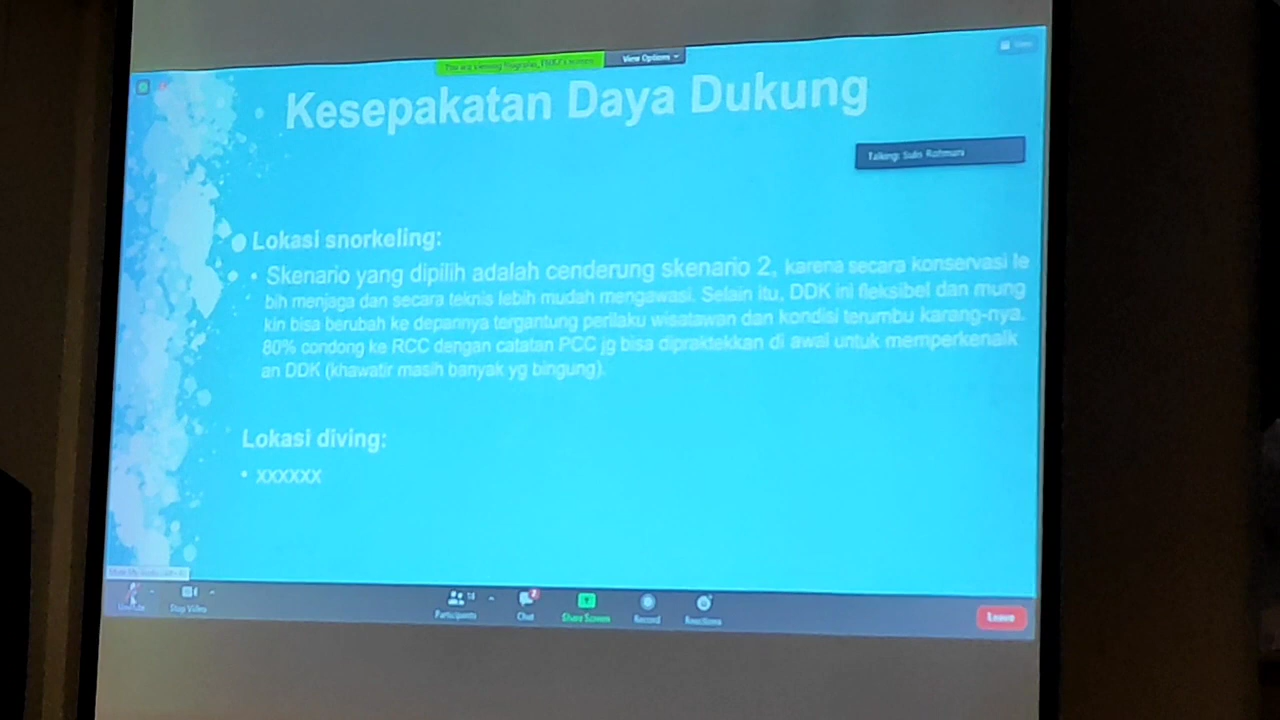 View Options
Kesepakatan Daya Dukung
Talking: Sulis Rahmani
Lokasi snorkeling:
• Skenario yang dipilih adalah cenderung skenario 2, karena secara konservasi le
bih menjaga dan secara teknis lebih mudah mengawasi. Selain itu, DDK ini fleksibel dan mung
kin bisa berubah ke depannya tergantung perilaku wisatawan dan kondisi terumbu karang-nya.
80% condong ke RCC dengan catatan PCC jg bisa dipraktekkan di awal untuk memperkenalk
an DDK (khawatir masih banyak yg bingung).
Lokasi diving:
• xxxxxx
Unmute
Stop Video
Participants
Chat
Share Screen
Record
Reactions
Leave